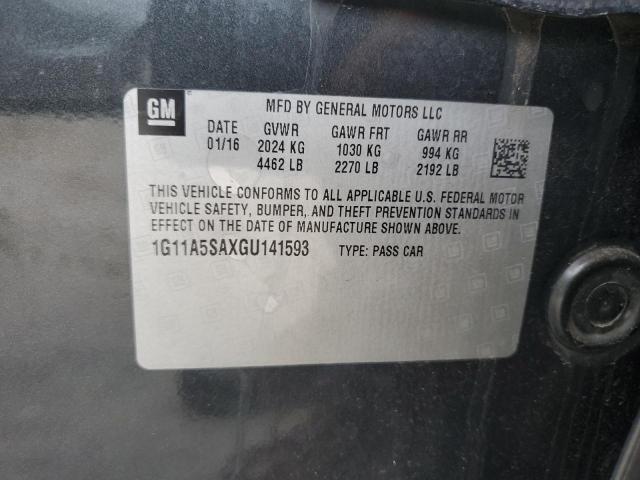 GM
MFD BY GENERAL MOTORS LLC
DATE GVWR GAWR FRT GAWR RR
01/16 2024 KG 1030 KG 994 KG
4462 LB 2270 LB 2192 LB
THIS VEHICLE CONFORMS TO ALL APPLICABLE U.S. FEDERAL MOTOR
VEHICLE SAFETY, BUMPER, AND THEFT PREVENTION STANDARDS IN
EFFECT ON THE DATE OF MANUFACTURE SHOWN ABOVE.
1G11A5SAXGU141593 TYPE: PASS CAR